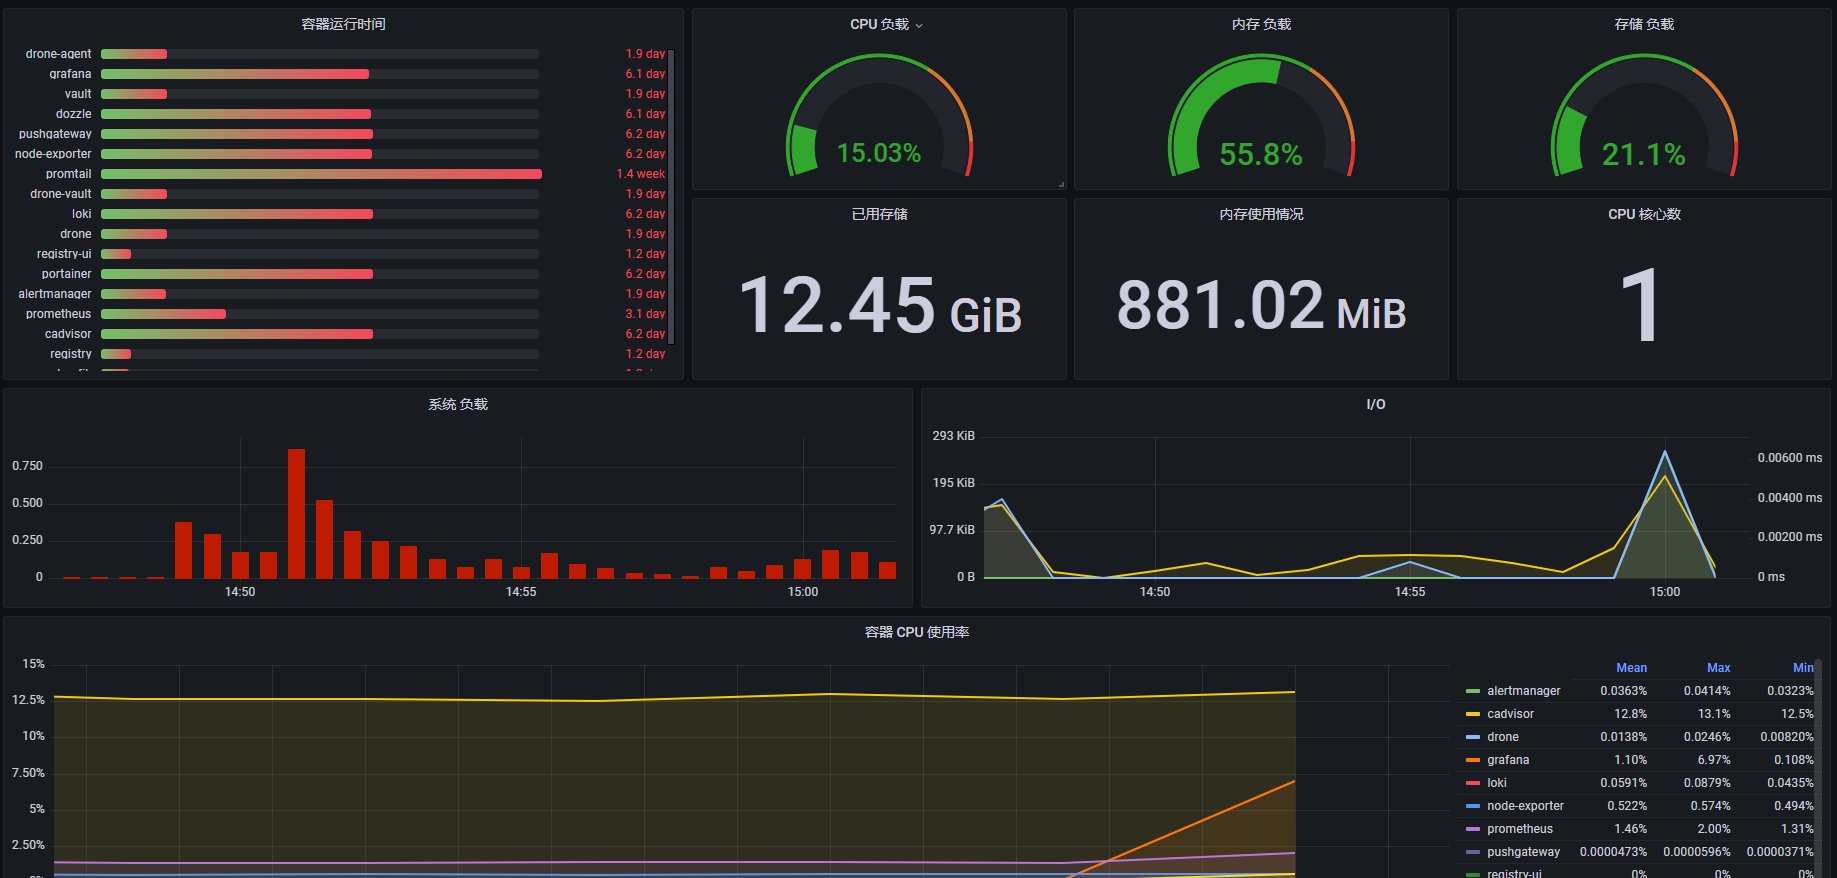 容器运行时间
drone-agent 1.9 day
grafana 6.1 day
vault 1.9 day
dozzle 6.1 day
pushgateway 6.2 day
node-exporter 6.2 day
promtail 1.4 week
drone-vault 1.9 day
loki 6.2 day
drone 1.9 day
registry-ui 1.2 day
portainer 6.2 day
alertmanager 1.9 day
prometheus 3.1 day
cadvisor 6.2 day
registry 1.2 day
CPU 负载
15.03%
内存 负载
55.8%
存储 负载
21.1%
已用存储
12.45 GiB
内存使用情况
881.02 MiB
CPU 核心数
1
系统 负载
0.750
0.500
0.250
0
14:50 14:55 15:00
I/O
293 KiB
195 KiB
97.7 KiB
0 B
0.00600 ms
0.00400 ms
0.00200 ms
0 ms
14:50 14:55 15:00
容器 CPU 使用率
15%
12.5%
10%
7.50%
5%
2.50%
0%
Mean Max Min
alertmanager 0.0363% 0.0414% 0.0323%
cadvisor 12.8% 13.1% 12.5%
drone 0.0138% 0.0246% 0.00820%
grafana 1.10% 6.97% 0.108%
loki 0.0591% 0.0879% 0.0435%
node-exporter 0.522% 0.574% 0.494%
prometheus 1.46% 2.00% 1.31%
pushgateway 0.0000473% 0.0000596% 0.0000371%
registry-ui 0% 0% 0%